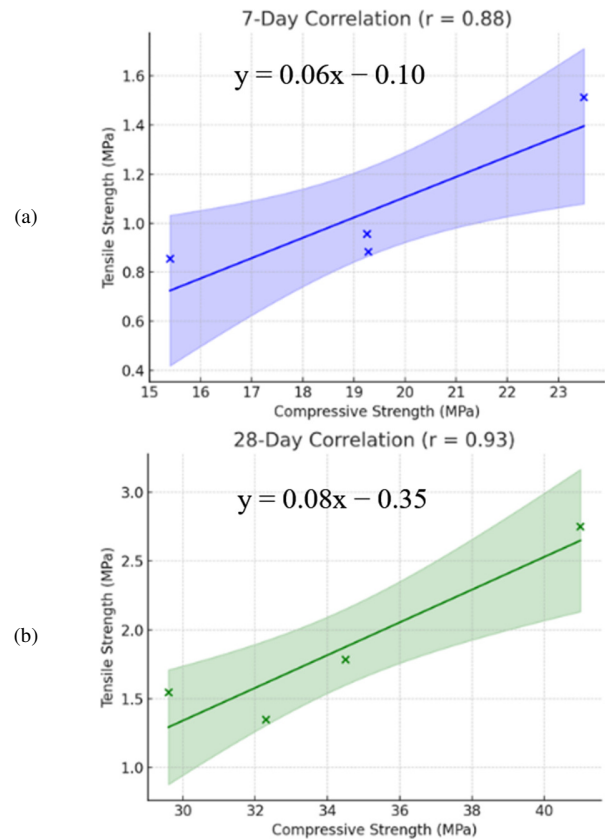 7-Day Correlation (r = 0.88)
y = 0.06x − 0.10
(a)
Tensile Strength (MPa)
1.6
1.4
1.2
1.0
0.8
0.6
0.4
15 16 17 18 19 20 21 22 23
Compressive Strength (MPa)
28-Day Correlation (r = 0.93)
y = 0.08x − 0.35
(b)
Tensile Strength (MPa)
3.0
2.5
2.0
1.5
1.0
30 32 34 36 38 40
Compressive Strength (MPa)